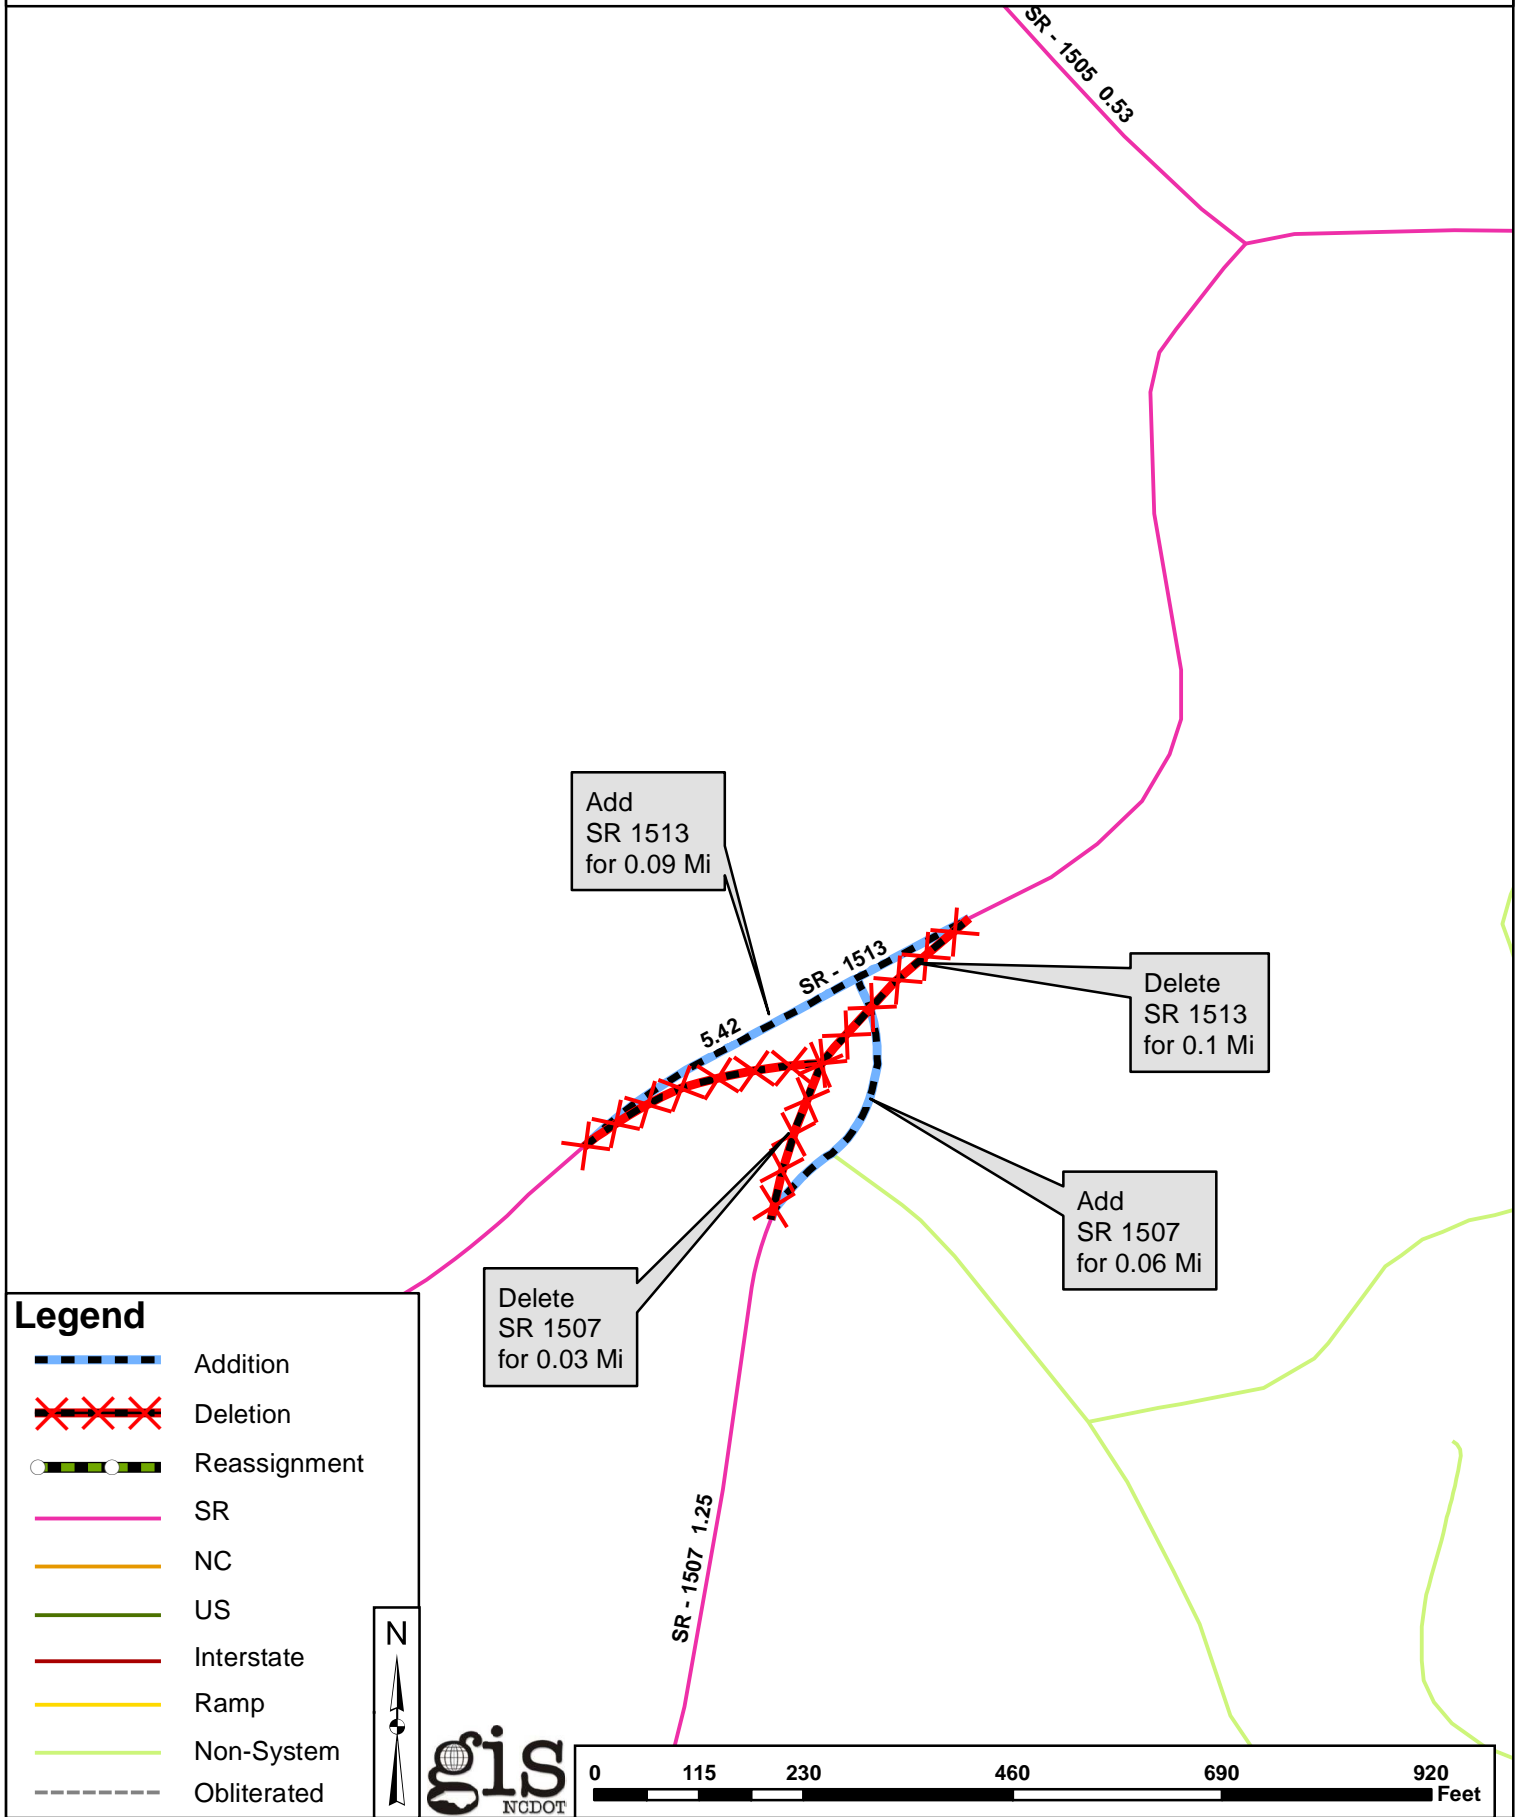 SR - 1505 0.53
Add
SR 1513
for 0.09 Mi
SR - 1513
5.42
Delete
SR 1513
for 0.1 Mi
Add
SR 1507
for 0.06 Mi
Delete
SR 1507
for 0.03 Mi
SR - 1507 1.25
Legend
Addition
Deletion
Reassignment
SR
NC
US
Interstate
Ramp
Non-System
Obliterated
N
gis
NCDOT
0 115 230 460 690 920
Feet